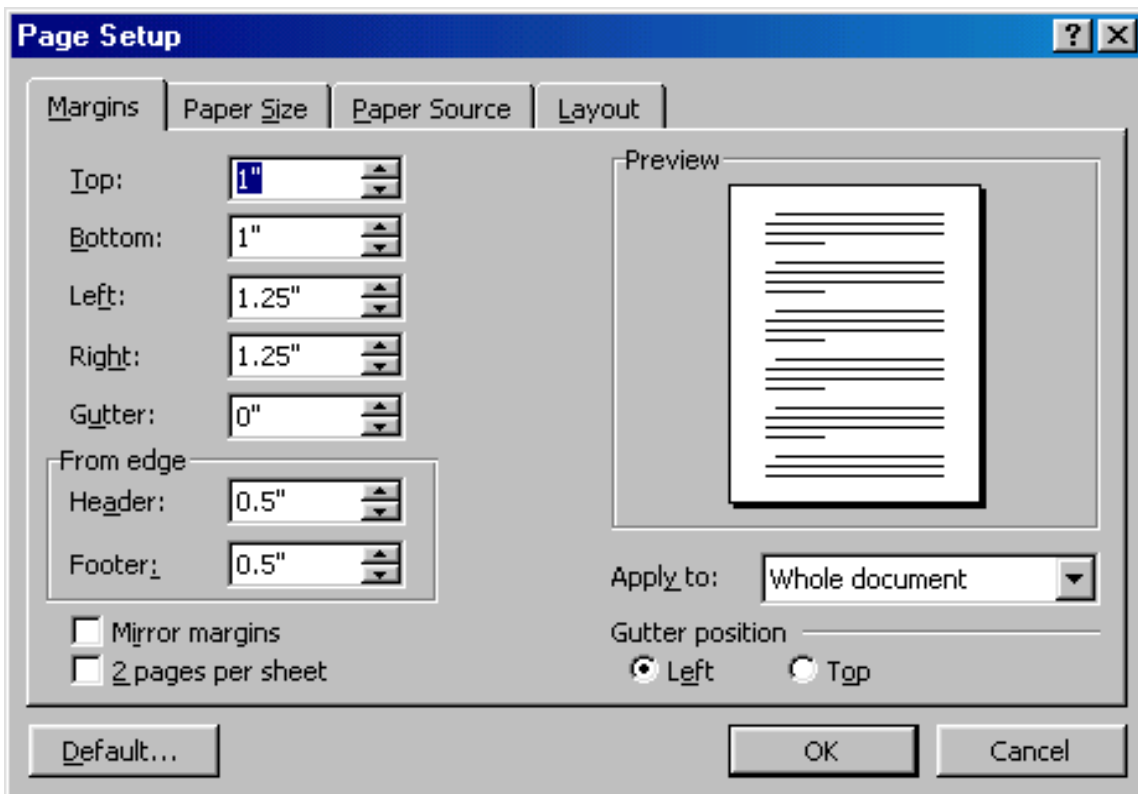 Page Setup
Margins Paper Size Paper Source Layout
Top: 1"
Bottom: 1"
Left: 1.25"
Right: 1.25"
Gutter: 0"
From edge
Header: 0.5"
Footer: 0.5"
Mirror margins
2 pages per sheet
Preview
Apply to: Whole document
Gutter position
Left Top
Default... OK Cancel